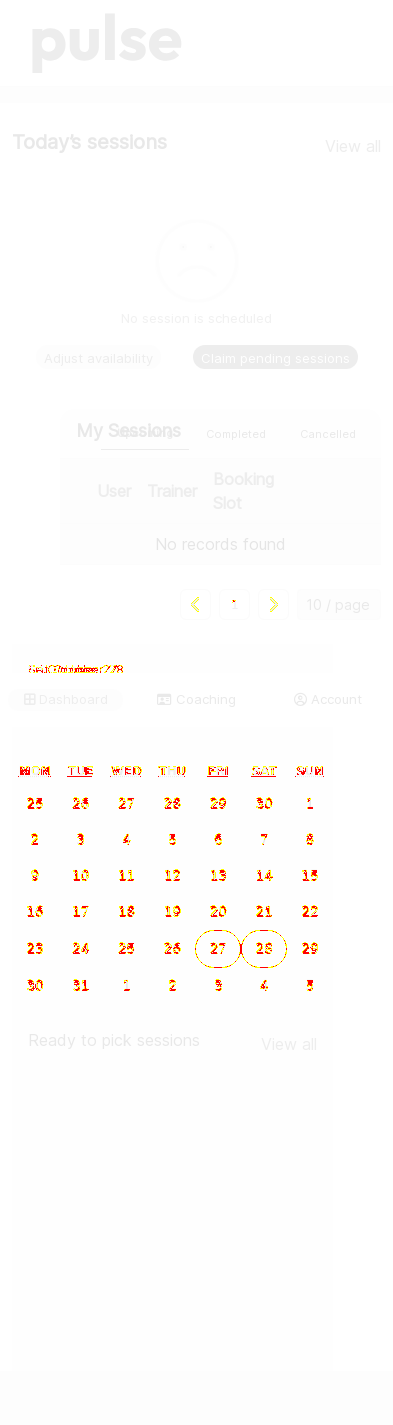 pulse
Today's sessions
View all
No session is scheduled
Adjust availability
Claim pending sessions
My Sessions
Completed
Cancelled
User
Trainer
Booking
Slot
No records found
10 / page
Dashboard
Coaching
Account
MON TUE WED THU FRI SAT SUN
25 26 27 28 29 30 1
2 3 4 5 6 7 8
9 10 11 12 13 14 15
16 17 18 19 20 21 22
23 24 25 26 27 28 29
30 31 1 2 3 4 5
Ready to pick sessions
View all